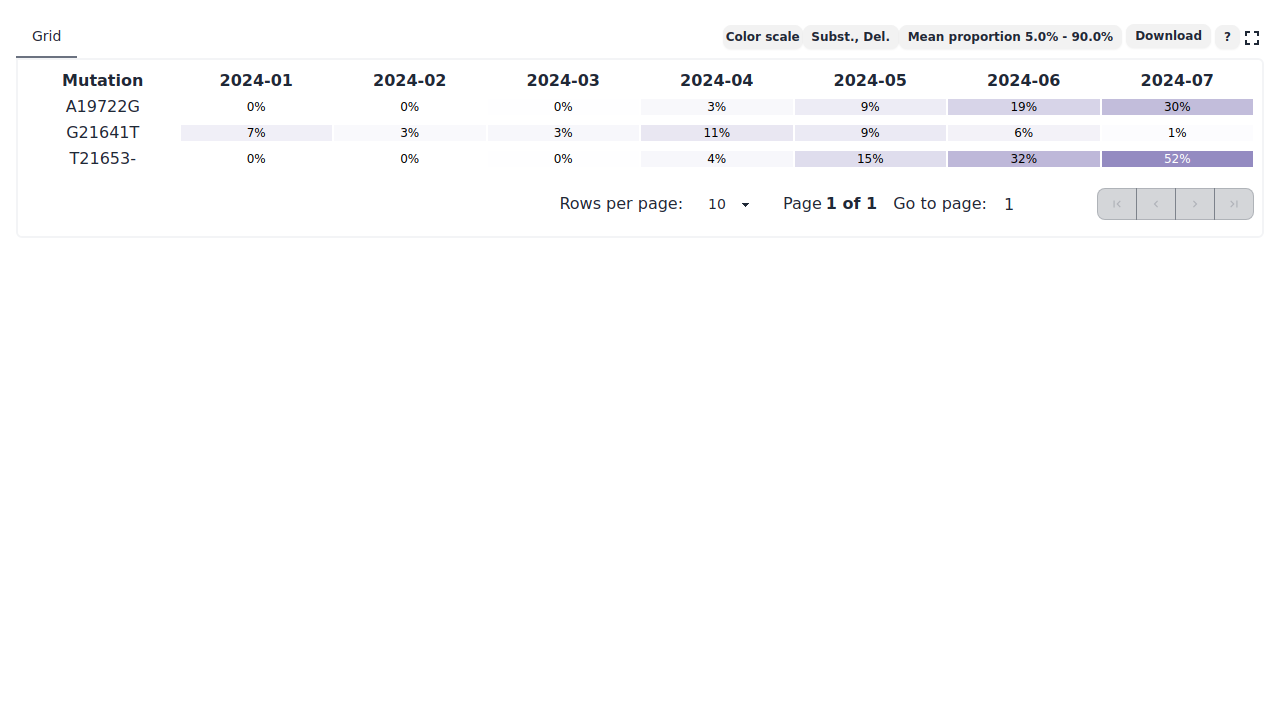 Grid
Color scale Subst., Del. Mean proportion 5.0% - 90.0% Download ?
Mutation 2024-01 2024-02 2024-03 2024-04 2024-05 2024-06 2024-07
A19722G 0% 0% 0% 3% 9% 19% 30%
G21641T 7% 3% 3% 11% 9% 6% 1%
T21653- 0% 0% 0% 4% 15% 32% 52%
Rows per page: 10 Page 1 of 1 Go to page: 1